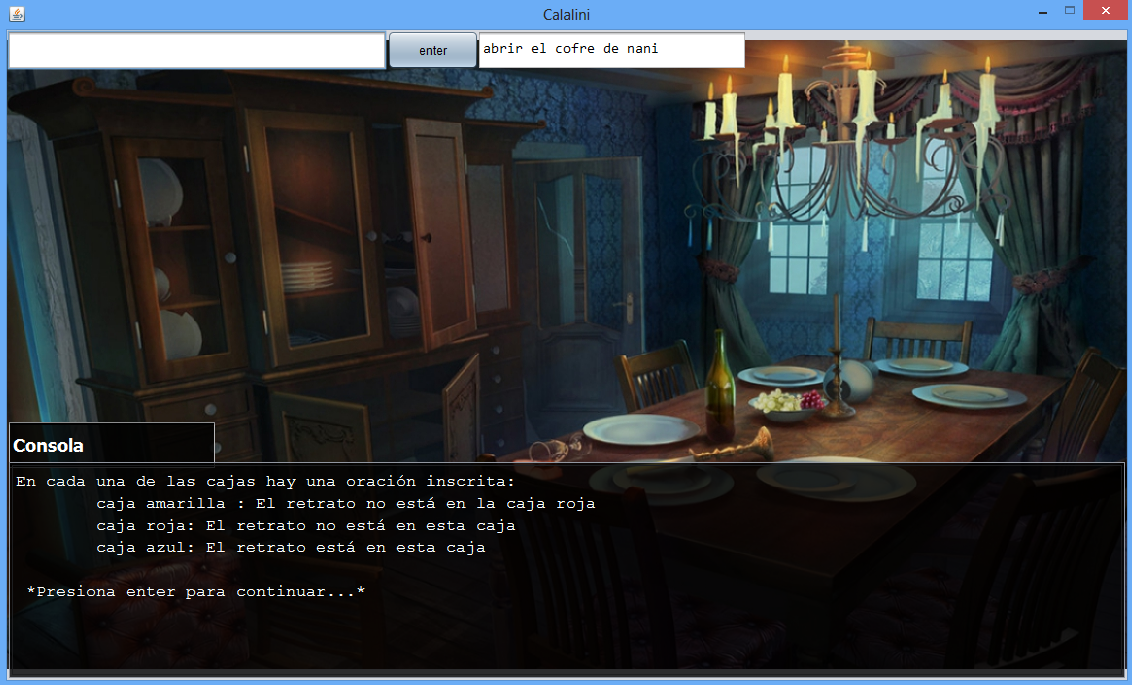 Calalini
enter
abrir el cofre de nani
Consola
En cada una de las cajas hay una oración inscrita:
caja amarilla : El retrato no está en la caja roja
caja roja: El retrato no está en esta caja
caja azul: El retrato está en esta caja
*Presiona enter para continuar...*